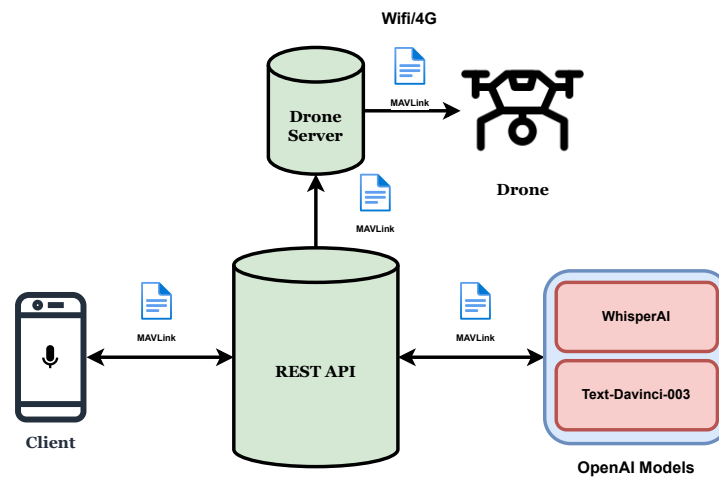 Wifi/4G
MAVLink
Drone
Server
Drone
MAVLink
MAVLink
MAVLink
REST API
WhisperAI
Text-Davinci-003
Client
OpenAI Models